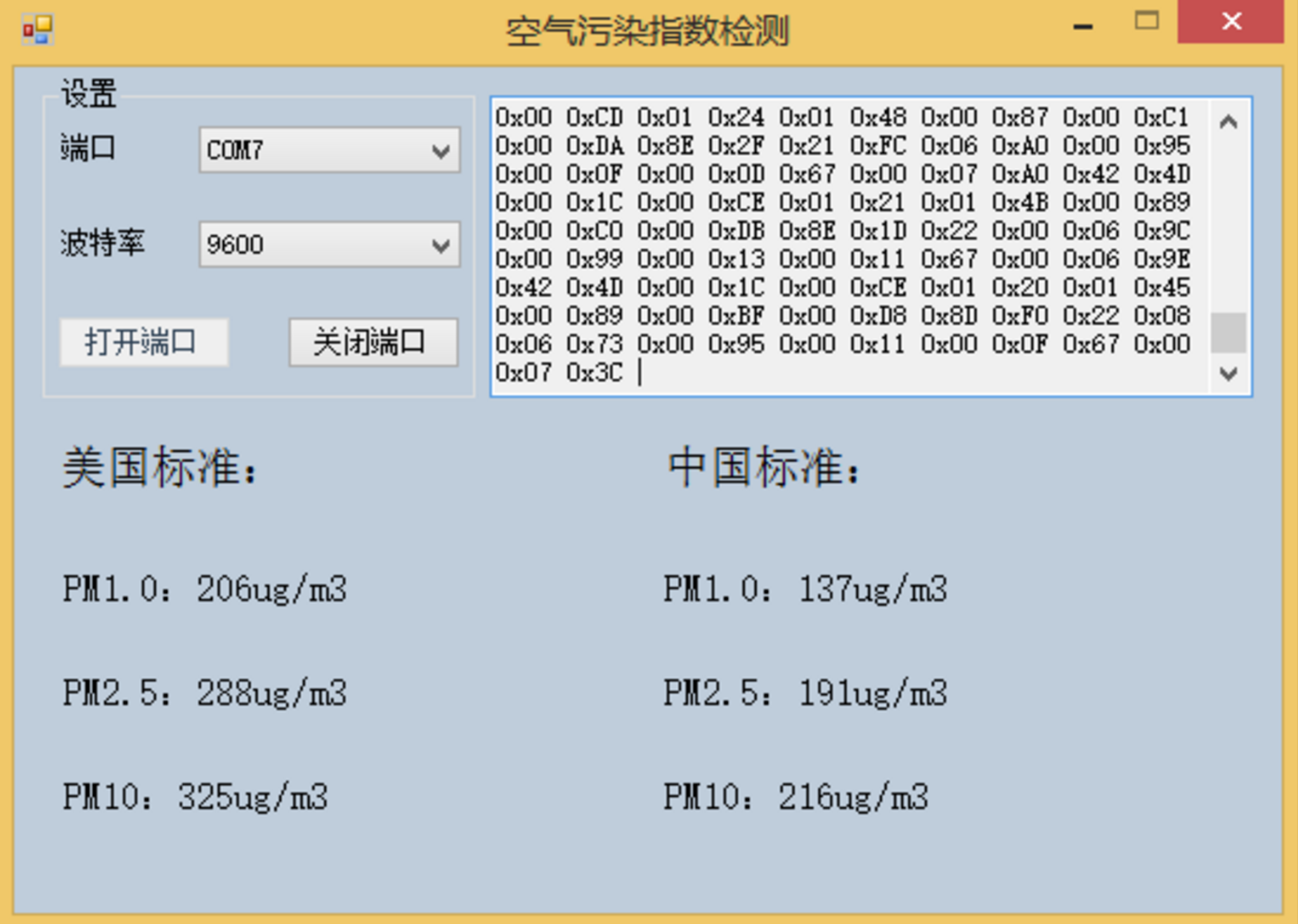 空气污染指数检测
设置
端口 COM7
波特率 9600
打开端口 关闭端口
0x00 0xCD 0x01 0x24 0x01 0x48 0x00 0x87 0x00 0xC1
0x00 0xDA 0x8E 0x2F 0x21 0xFC 0x06 0xA0 0x00 0x95
0x00 0x0F 0x00 0x0D 0x67 0x00 0x07 0xA0 0x42 0x4D
0x00 0x1C 0x00 0xCE 0x01 0x21 0x01 0x4B 0x00 0x89
0x00 0xC0 0x00 0xDB 0x8E 0x1D 0x22 0x00 0x06 0x9C
0x00 0x99 0x00 0x13 0x00 0x11 0x67 0x00 0x06 0x9E
0x42 0x4D 0x00 0x1C 0x00 0xCE 0x01 0x20 0x01 0x45
0x00 0x89 0x00 0xBF 0x00 0xD8 0x8D 0xF0 0x22 0x08
0x06 0x73 0x00 0x95 0x00 0x11 0x00 0x0F 0x67 0x00
0x07 0x3C
美国标准：
PM1.0：206ug/m3
PM2.5：288ug/m3
PM10：325ug/m3
中国标准：
PM1.0：137ug/m3
PM2.5：191ug/m3
PM10：216ug/m3